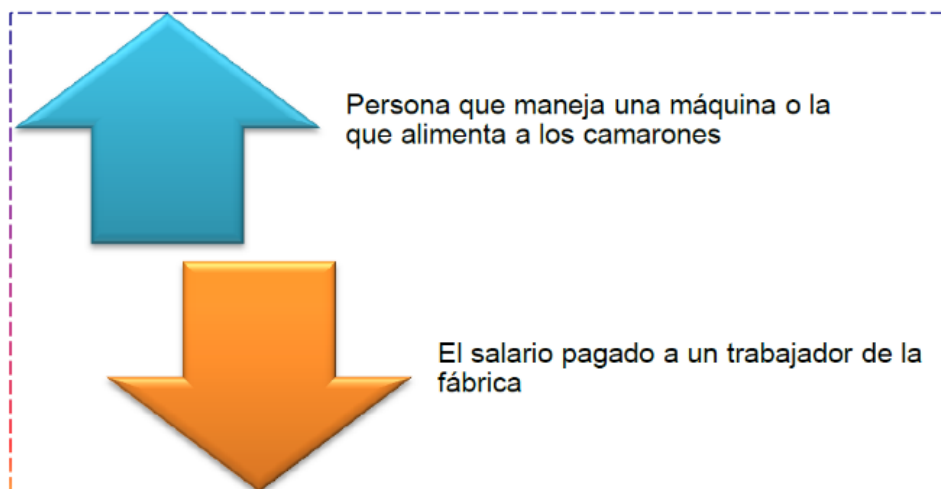 Persona que maneja una máquina o la
que alimenta a los camarones
El salario pagado a un trabajador de la
fábrica